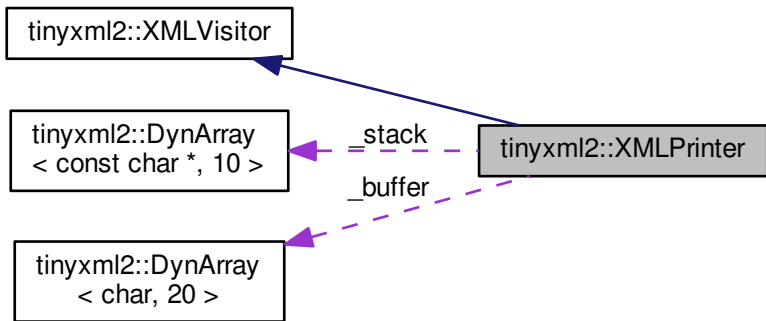 tinyxml2::XMLVisitor
tinyxml2::DynArray
< const char *, 10 >
_stack
tinyxml2::XMLPrinter
_buffer
tinyxml2::DynArray
< char, 20 >